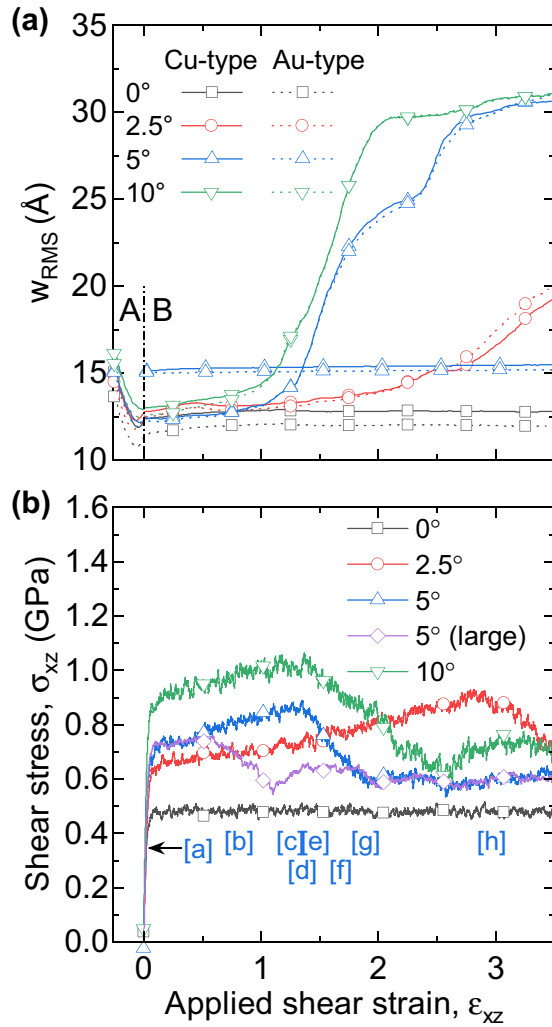 (a)
35
30
25
20
15
10
w_RMS (Å)
Cu-type Au-type
0°
2.5°
5°
10°
A B
(b)
1.6
1.4
1.2
1.0
0.8
0.6
0.4
0.2
0.0
Shear stress, σ_xz (GPa)
0°
2.5°
5°
5° (large)
10°
[a] [b] [c] [e] [g] [h]
[d] [f]
0 1 2 3
Applied shear strain, ε_xz